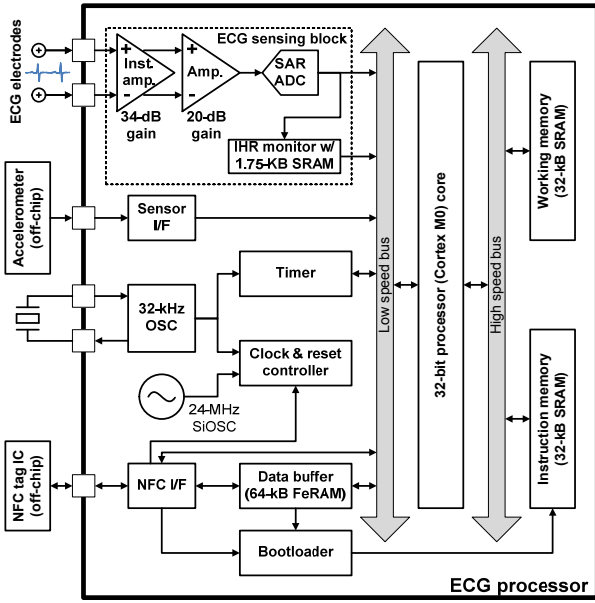 ECG sensing block
ECG electrodes
+
-
Inst.
amp.
34-dB
gain
+
-
Amp.
20-dB
gain
SAR
ADC
IHR monitor w/
1.75-KB SRAM
Accelerometer
(off-chip)
Sensor
I/F
32-kHz
OSC
Timer
Clock & reset
controller
24-MHz
SiOSC
NFC tag IC
(off-chip)
NFC I/F
Data buffer
(64-kB FeRAM)
Bootloader
Low speed bus
32-bit processor (Cortex M0) core
High speed bus
Working memory
(32-kB SRAM)
Instruction memory
(32-kB SRAM)
ECG processor